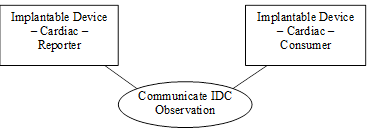 Implantable Device
– Cardiac –
Reporter
Implantable Device
– Cardiac –
Consumer
Communicate IDC
Observation